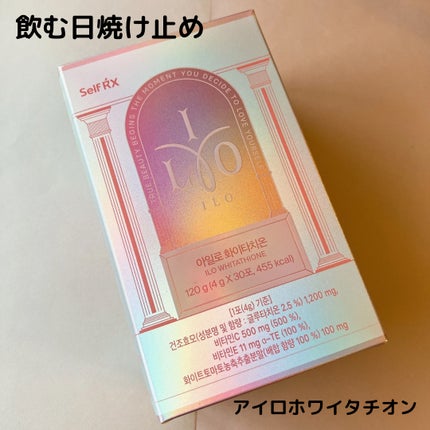 飲む日焼け止め
Self RX
TRUE BEAUTY BEGINS THE MOMENT YOU DECIDE TO LOVE YOURSELF
ILO
ILO
아일로 화이타치온
ILO WHITATHIONE
120 g (4 g X 30포, 455 kcal)
[1포(4g) 기준]
건조효모(성분명 및 함량 : 글루타치온 2.5 %) 1,200 mg,
비타민C 500 mg (500 %),
비타민E 11 mg α-TE (100 %),
화이트토마토농축추출분말(배합 함량 100 %) 100 mg
アイロホワイタチオン